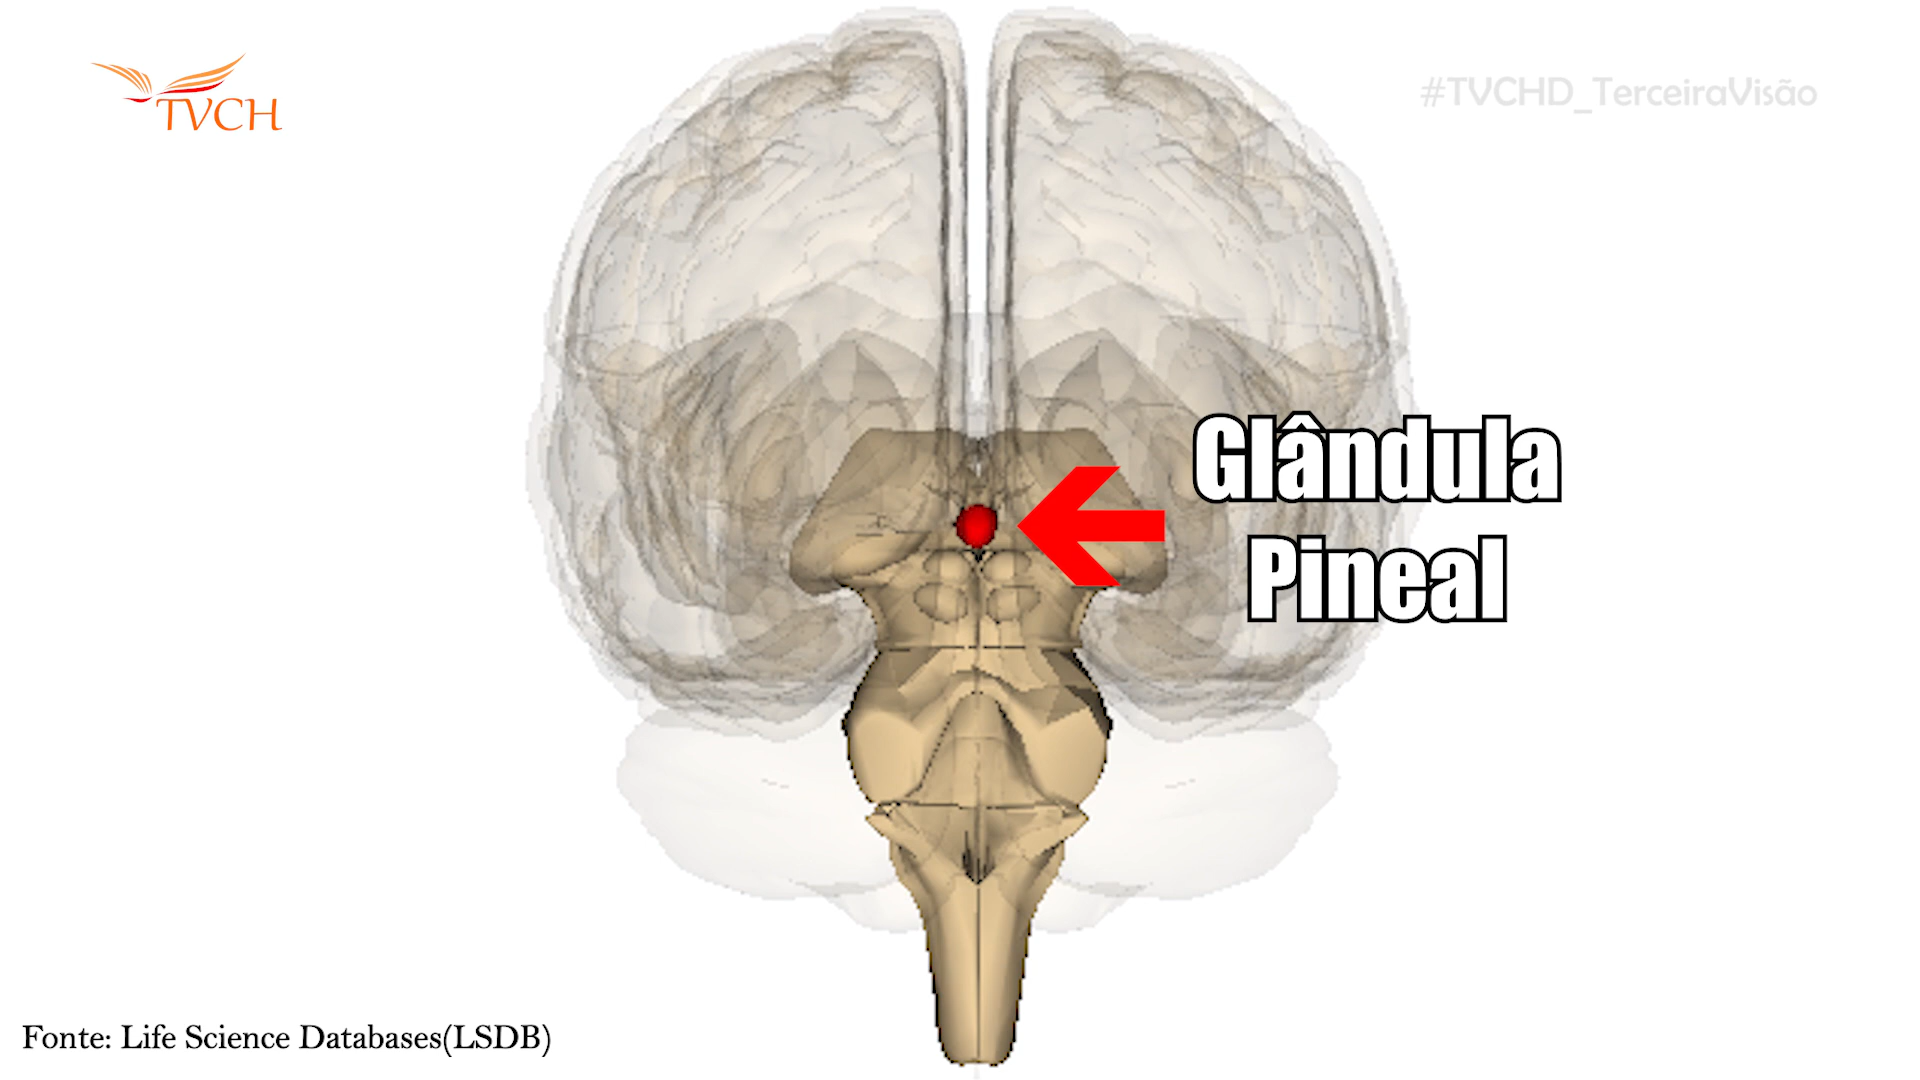 TVCH
#TVCHD_TerceiraVisão
Glândula
Pineal
Fonte: Life Science Databases(LSDB)